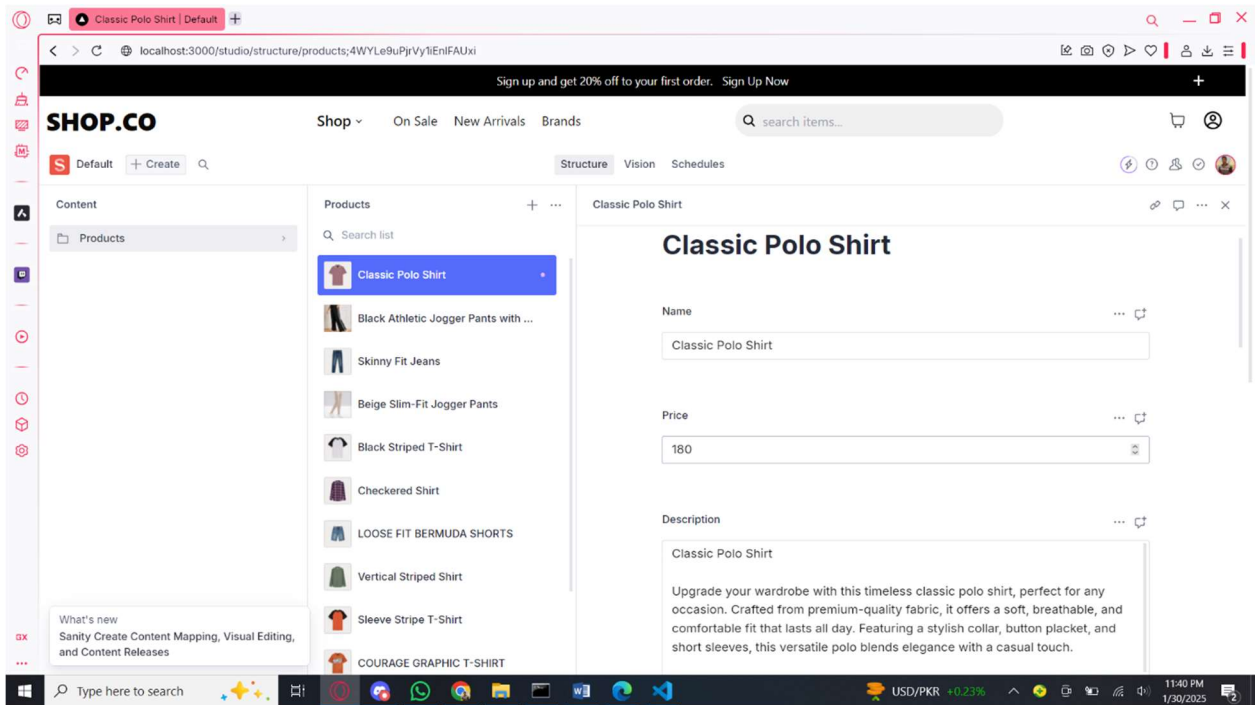 Classic Polo Shirt | Default
localhost:3000/studio/structure/products;4WYLe9uPjrVy1iEnIFAUxi
Sign up and get 20% off to your first order. Sign Up Now
SHOP.CO
Shop
On Sale
New Arrivals
Brands
search items...
S
Default
Create
Structure
Vision
Schedules
Content
Products
Products
Search list
Classic Polo Shirt
Black Athletic Jogger Pants with ...
Skinny Fit Jeans
Beige Slim-Fit Jogger Pants
Black Striped T-Shirt
Checkered Shirt
LOOSE FIT BERMUDA SHORTS
Vertical Striped Shirt
Sleeve Stripe T-Shirt
COURAGE GRAPHIC T-SHIRT
Classic Polo Shirt
Classic Polo Shirt
Name
Classic Polo Shirt
Price
180
Description
Classic Polo Shirt
Upgrade your wardrobe with this timeless classic polo shirt, perfect for any
occasion. Crafted from premium-quality fabric, it offers a soft, breathable, and
comfortable fit that lasts all day. Featuring a stylish collar, button placket, and
short sleeves, this versatile polo blends elegance with a casual touch.
What's new
Sanity Create Content Mapping, Visual Editing,
and Content Releases
Type here to search
USD/PKR +0.23%
11:40 PM
1/30/2025
2